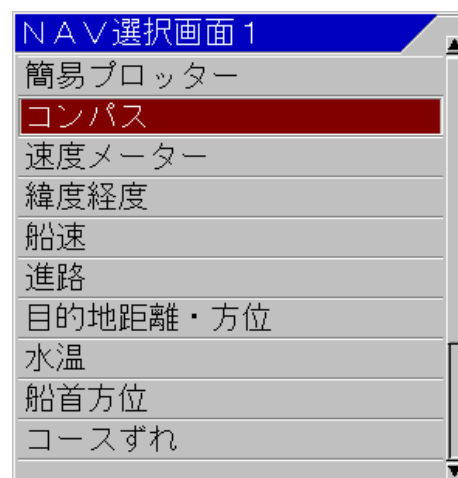 NAV選択画面1
簡易プロッター
コンパス
速度メーター
緯度経度
船速
進路
目的地距離・方位
水温
船首方位
コースずれ